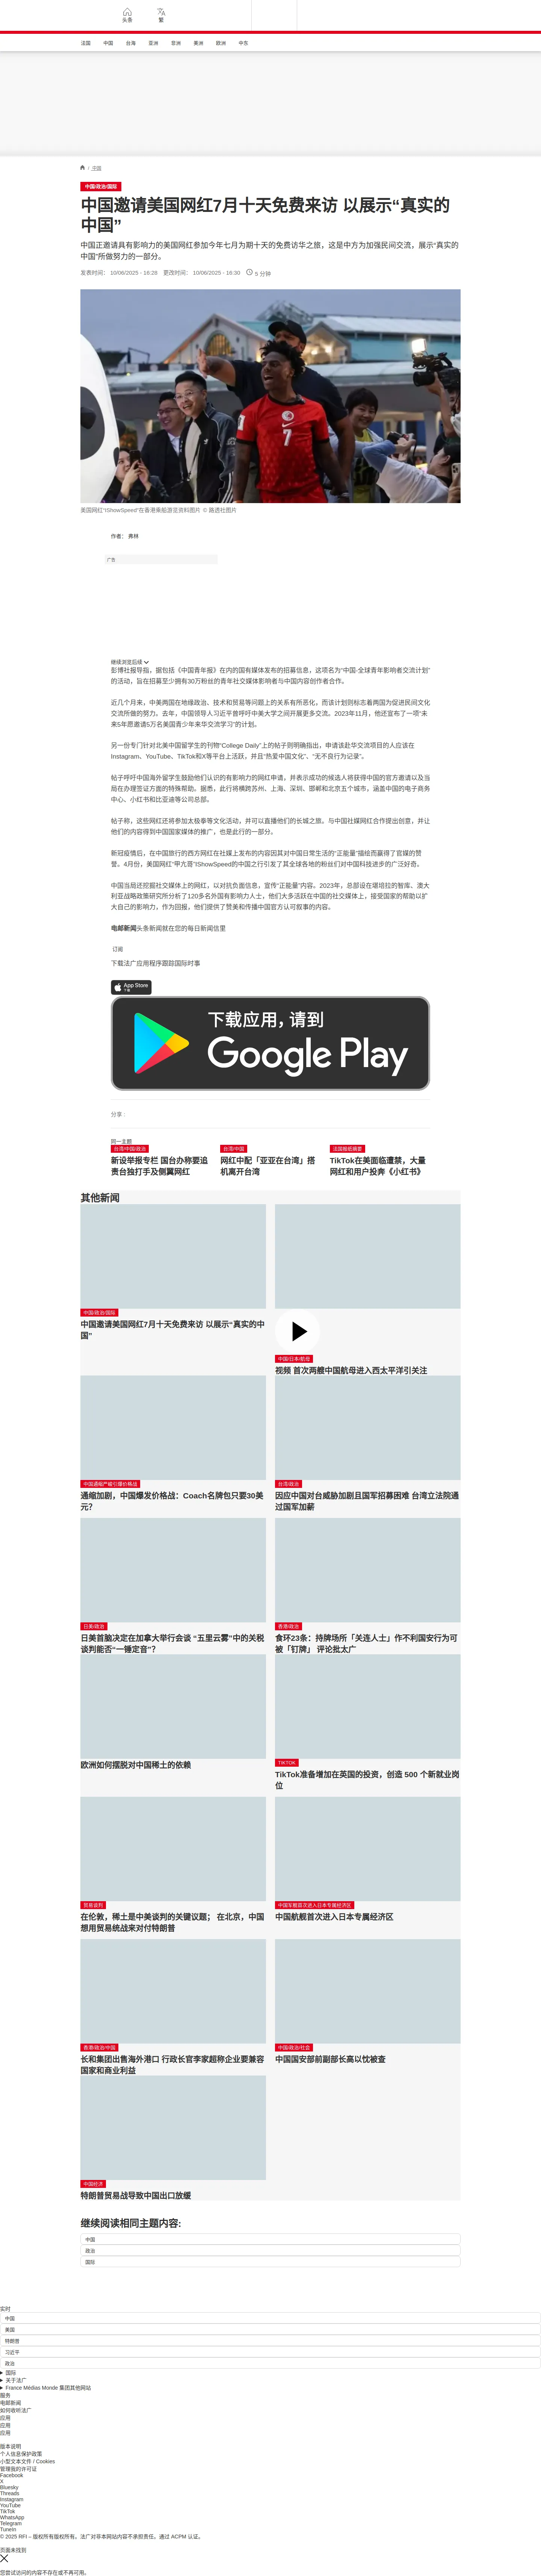 头条
繁
法国
中国
台海
亚洲
非洲
美洲
欧洲
中东
/ 中国
中国/政治/国际
中国邀请美国网红7月十天免费来访 以展示“真实的
中国”
中国正邀请具有影响力的美国网红参加今年七月为期十天的免费访华之旅，这是中方为加强民间交流，展示“真实的
中国”所做努力的一部分。
发表时间： 10/06/2025 - 16:28 更改时间： 10/06/2025 - 16:30 5 分钟
美国网红“IShowSpeed”在香港乘船游览资料图片 © 路透社图片
作者： 弗林
广告
继续浏览后续
彭博社报导指，据包括《中国青年报》在内的国有媒体发布的招募信息，这项名为“中国-全球青年影响者交流计划”
的活动，旨在招募至少拥有30万粉丝的青年社交媒体影响者与中国内容创作者合作。
近几个月来，中美两国在地缘政治、技术和贸易等问题上的关系有所恶化，而该计划则标志着两国为促进民间文化
交流所做的努力。去年，中国领导人习近平曾呼吁中美大学之间开展更多交流。2023年11月，他还宣布了一项“未
来5年愿邀请5万名美国青少年来华交流学习”的计划。
另一份专门针对北美中国留学生的刊物“College Daily”上的帖子则明确指出，申请该赴华交流项目的人应该在
Instagram、YouTube、TikTok和X等平台上活跃，并且“热爱中国文化”、“无不良行为记录”。
帖子呼吁中国海外留学生鼓励他们认识的有影响力的网红申请，并表示成功的候选人将获得中国的官方邀请以及当
局在办理签证方面的特殊帮助。据悉，此行将横跨苏州、上海、深圳、邯郸和北京五个城市，涵盖中国的电子商务
中心、小红书和比亚迪等公司总部。
帖子称，这些网红还将参加太极拳等文化活动，并可以直播他们的长城之旅。与中国社媒网红合作提出创意，并让
他们的内容得到中国国家媒体的推广，也是此行的一部分。
新冠疫情后，在中国旅行的西方网红在社媒上发布的内容因其对中国日常生活的“正能量”描绘而赢得了官媒的赞
誉。4月份，美国网红“甲亢哥”IShowSpeed的中国之行引发了其全球各地的粉丝们对中国科技进步的广泛好奇。
中国当局还挖掘社交媒体上的网红，以对抗负面信息，宣传“正能量”内容。2023年，总部设在堪培拉的智库、澳大
利亚战略政策研究所分析了120多名外国有影响力人士，他们大多活跃在中国的社交媒体上，接受国家的帮助以扩
大自己的影响力，作为回报，他们提供了赞美和传播中国官方认可叙事的内容。
电邮新闻头条新闻就在您的每日新闻信里
订阅
下载法广应用程序跟踪国际时事
App Store
下载应用，请到
Google Play
分享 :
同一主题
台湾/中国/政治
新设举报专栏 国台办称要追
责台独打手及侧翼网红
台湾/中国
网红中配「亚亚在台湾」搭
机离开台湾
法国报纸摘要
TikTok在美面临遭禁，大量
网红和用户投奔《小红书》
其他新闻
中国/政治/国际
中国邀请美国网红7月十天免费来访 以展示“真实的中
国”
中国/日本/航母
视频 首次两艘中国航母进入西太平洋引关注
中国通缩严峻引爆价格战
通缩加剧，中国爆发价格战：Coach名牌包只要30美
元?
台湾/政治
因应中国对台威胁加剧且国军招募困难 台湾立法院通
过国军加薪
日美/政治
日美首脑决定在加拿大举行会谈 “五里云雾”中的关税
谈判能否“一锤定音”？
香港/政治
食环23条：持牌场所「关连人士」作不利国安行为可
被「钉牌」 评论批太广
欧洲如何摆脱对中国稀土的依赖
TIKTOK
TikTok准备增加在英国的投资，创造 500 个新就业岗
位
贸易谈判
在伦敦，稀土是中美谈判的关键议题； 在北京，中国
想用贸易统战来对付特朗普
中国军舰首次进入日本专属经济区
中国航舰首次进入日本专属经济区
香港/政治/中国
长和集团出售海外港口 行政长官李家超称企业要兼容
国家和商业利益
中国/政治/社会
中国国安部前副部长高以忱被查
中国经济
特朗普贸易战导致中国出口放缓
继续阅读相同主题内容:
中国
政治
国际
实时
中国
美国
特朗普
习近平
政治
国际
关于法广
France Médias Monde 集团其他网站
服务
电邮新闻
如何收听法广
应用
应用
应用
版本说明
个人信息保护政策
小型文本文件 / Cookies
管理我的许可证
Facebook
X
Bluesky
Threads
Instagram
YouTube
TikTok
WhatsApp
Telegram
TuneIn
© 2025 RFI – 版权所有版权所有。法广对非本网站内容不承担责任。通过 ACPM 认证。
页面未找到
您尝试访问的内容不存在或不再可用。